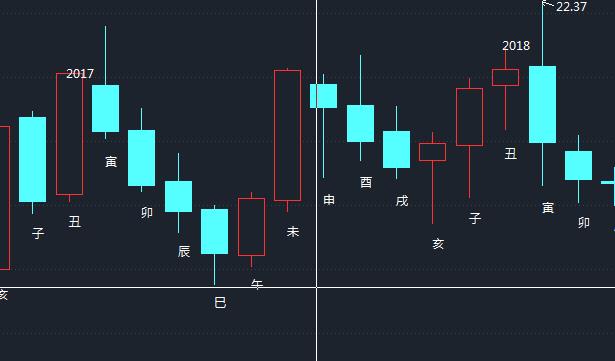 22.37
2018
2017
丑
寅
酉
申
戌
卯
寅
子
卯
丑
子
未
亥
辰
午
亥
巳